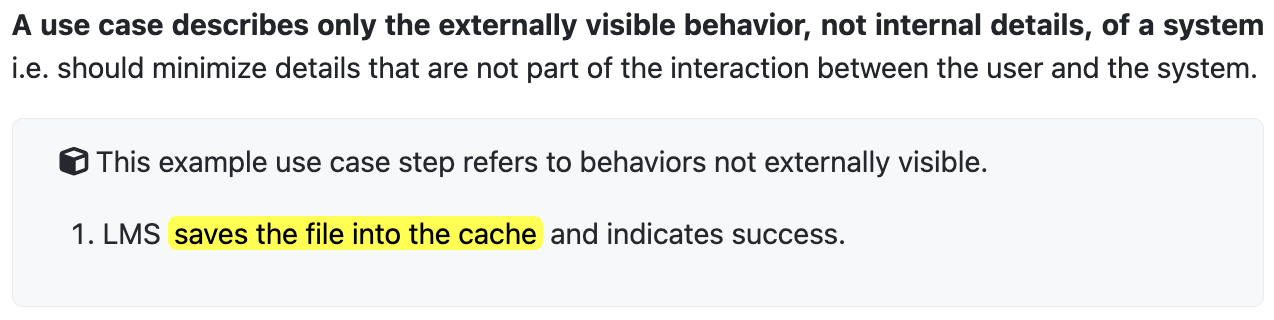 A use case describes only the externally visible behavior, not internal details, of a system
i.e. should minimize details that are not part of the interaction between the user and the system.
This example use case step refers to behaviors not externally visible.
1. LMS saves the file into the cache and indicates success.